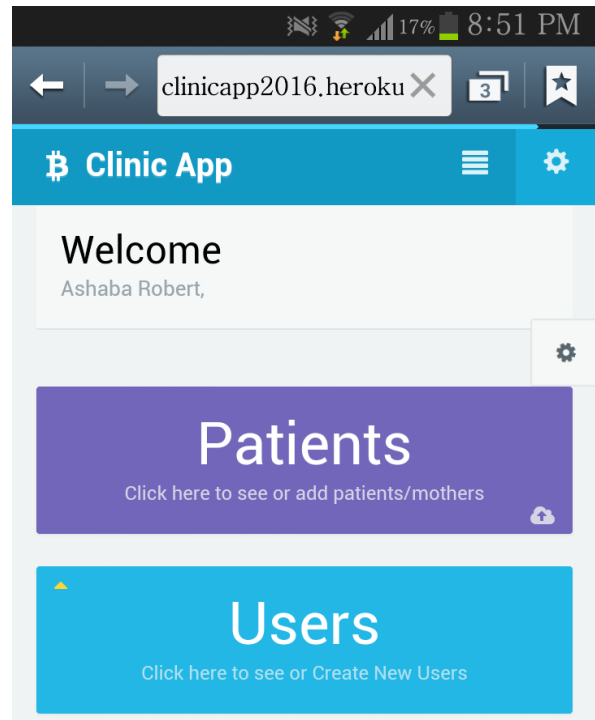 17% 8:51 PM
clinicapp2016.heroku
3
Clinic App
Welcome
Ashaba Robert,
Patients
Click here to see or add patients/mothers
Users
Click here to see or Create New Users